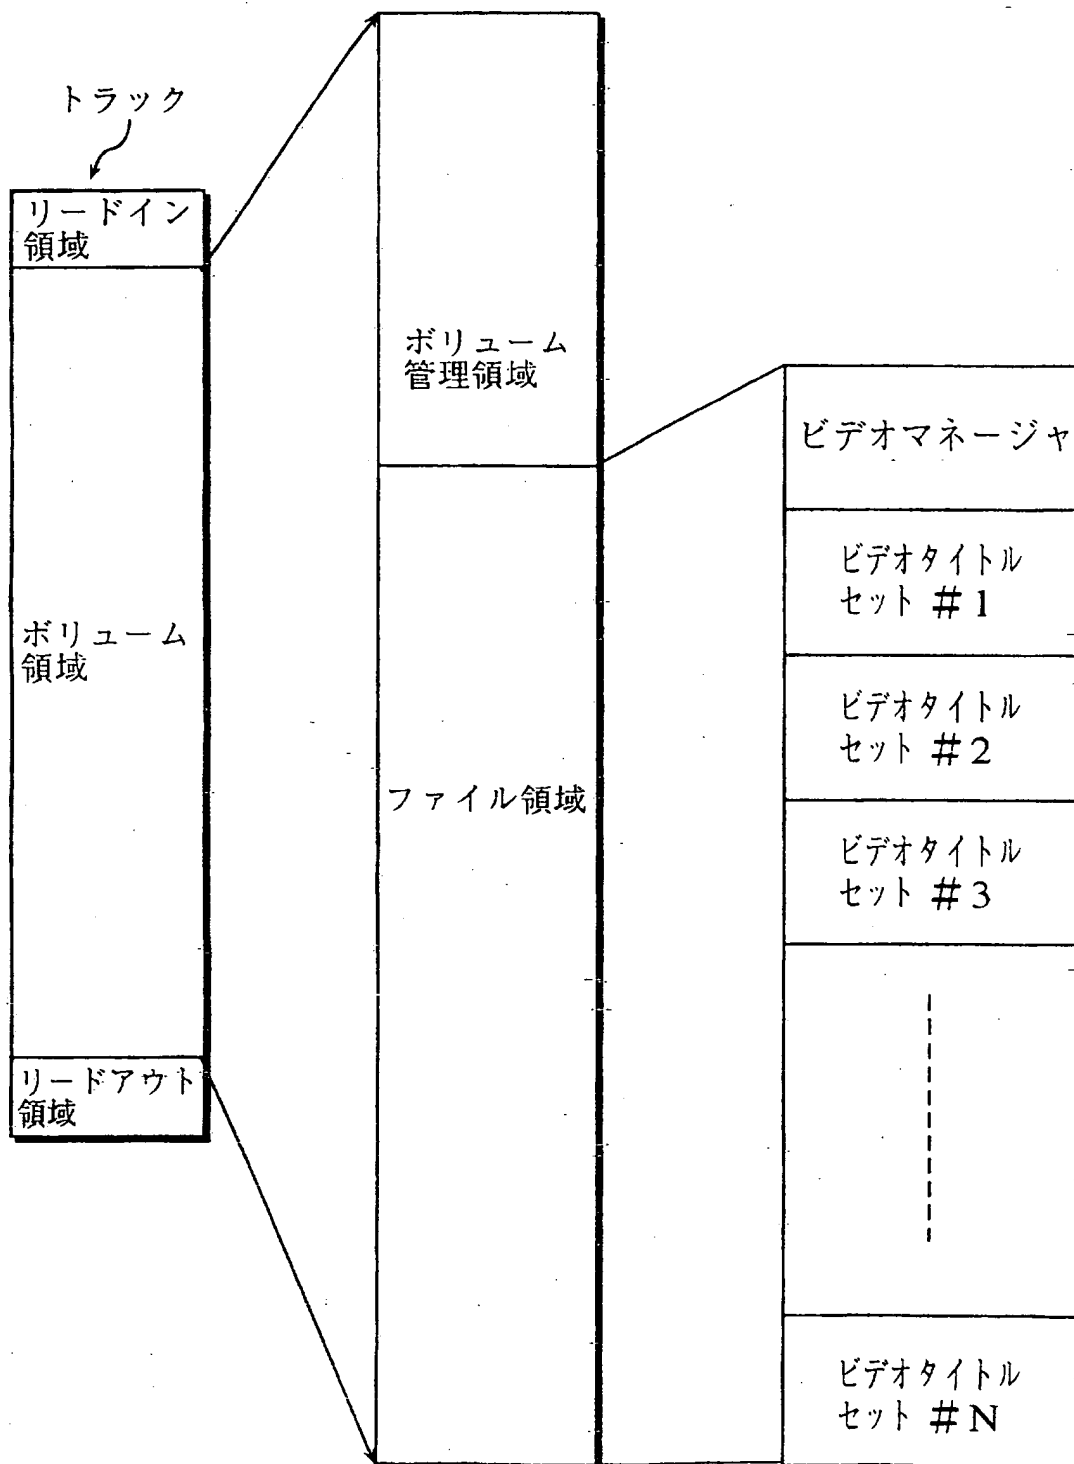 トラック
リードイン
領域
ボリューム
領域
リードアウト
領域
ボリューム
管理領域
ファイル領域
ビデオマネージャ
ビデオタイトル
セット #1
ビデオタイトル
セット #2
ビデオタイトル
セット #3
ビデオタイトル
セット #N